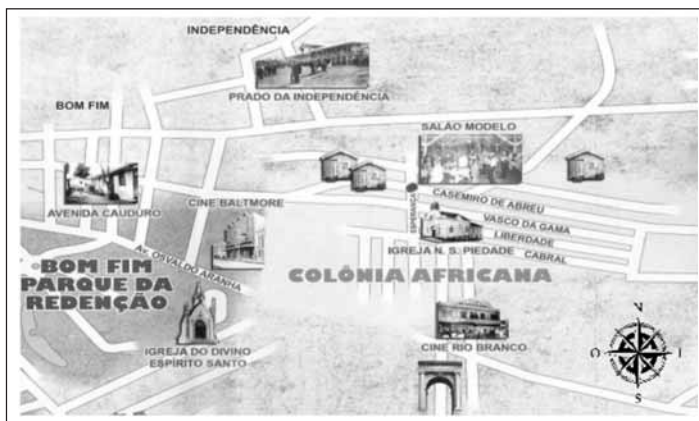 INDEPENDÊNCIA
PRADO DA INDEPENDÊNCIA
BOM FIM
SALÃO MODELO
AVENIDA CAUDURO
CINE BALTMORE
ESPERANÇA
CASEMIRO DE ABREU
VASCO DA GAMA
LIBERDADE
CABRAL
IGREJA N. S. PIEDADE
Av. OSVALDO ARANHA
BOM FIM
PARQUE DA
REDENÇÃO
COLÔNIA AFRICANA
IGREJA DO DIVINO
ESPÍRITO SANTO
CINE RIO BRANCO
S